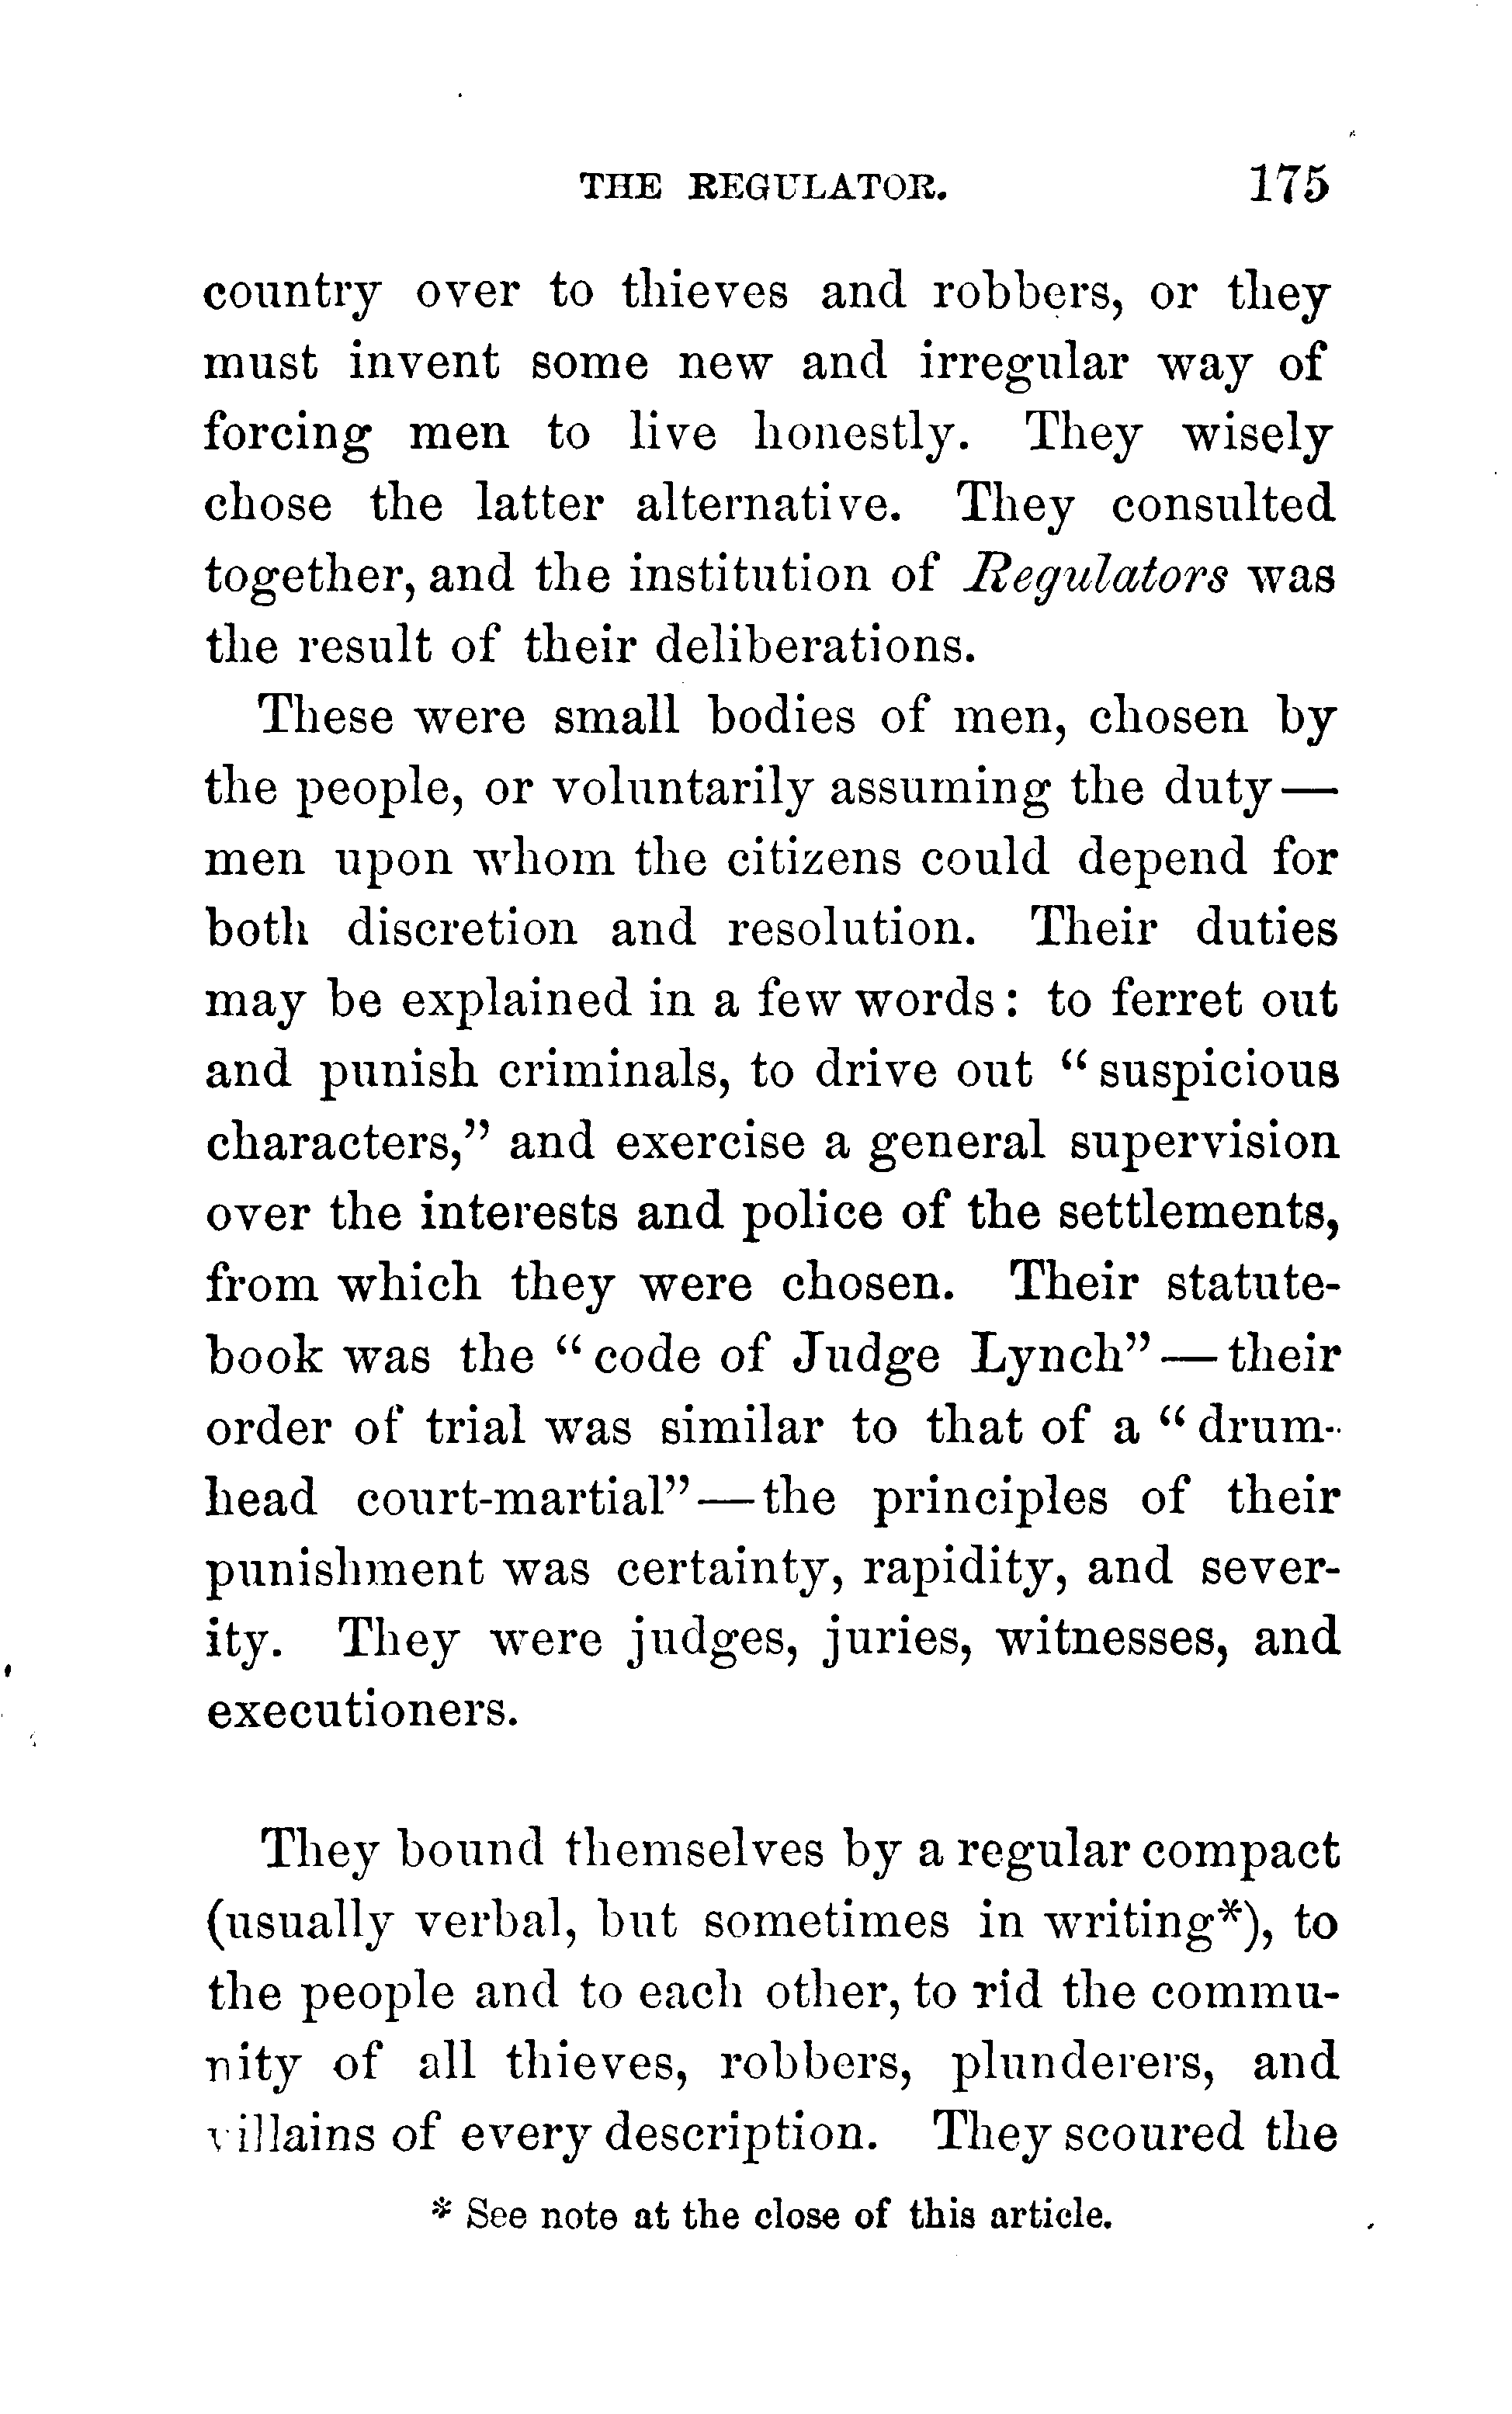 THE REGULATOR. 175
country over to thieves and robbers, or they
must invent some new and irregular way of
forcing men to live honestly. They wisely
chose the latter alternative. They consulted
together, and the institution of Regulators was
the result of their deliberations.
These were small bodies of men, chosen by
the people, or voluntarily assuming the duty—
men upon whom the citizens could depend for
both discretion and resolution. Their duties
may be explained in a few words: to ferret out
and punish criminals, to drive out "suspicious
characters," and exercise a general supervision
over the interests and police of the settlements,
from which they were chosen. Their statute-
book was the "code of Judge Lynch"—their
order of trial was similar to that of a "drum-
head court-martial"—the principles of their
punishment was certainty, rapidity, and sever-
ity. They were judges, juries, witnesses, and
executioners.
They bound themselves by a regular compact
(usually verbal, but sometimes in writing*), to
the people and to each other, to rid the commu-
nity of all thieves, robbers, plunderers, and
villains of every description. They scoured the
* See note at the close of this article.